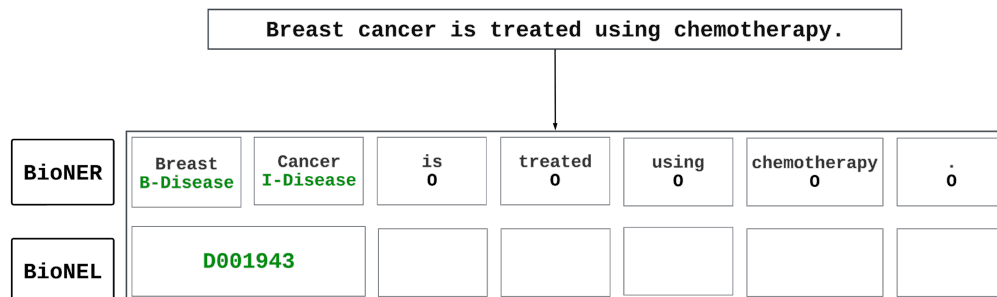 Breast cancer is treated using chemotherapy.
BioNER
Breast Cancer is treated using chemotherapy .
B-Disease I-Disease O O O O O
BioNEL
D001943